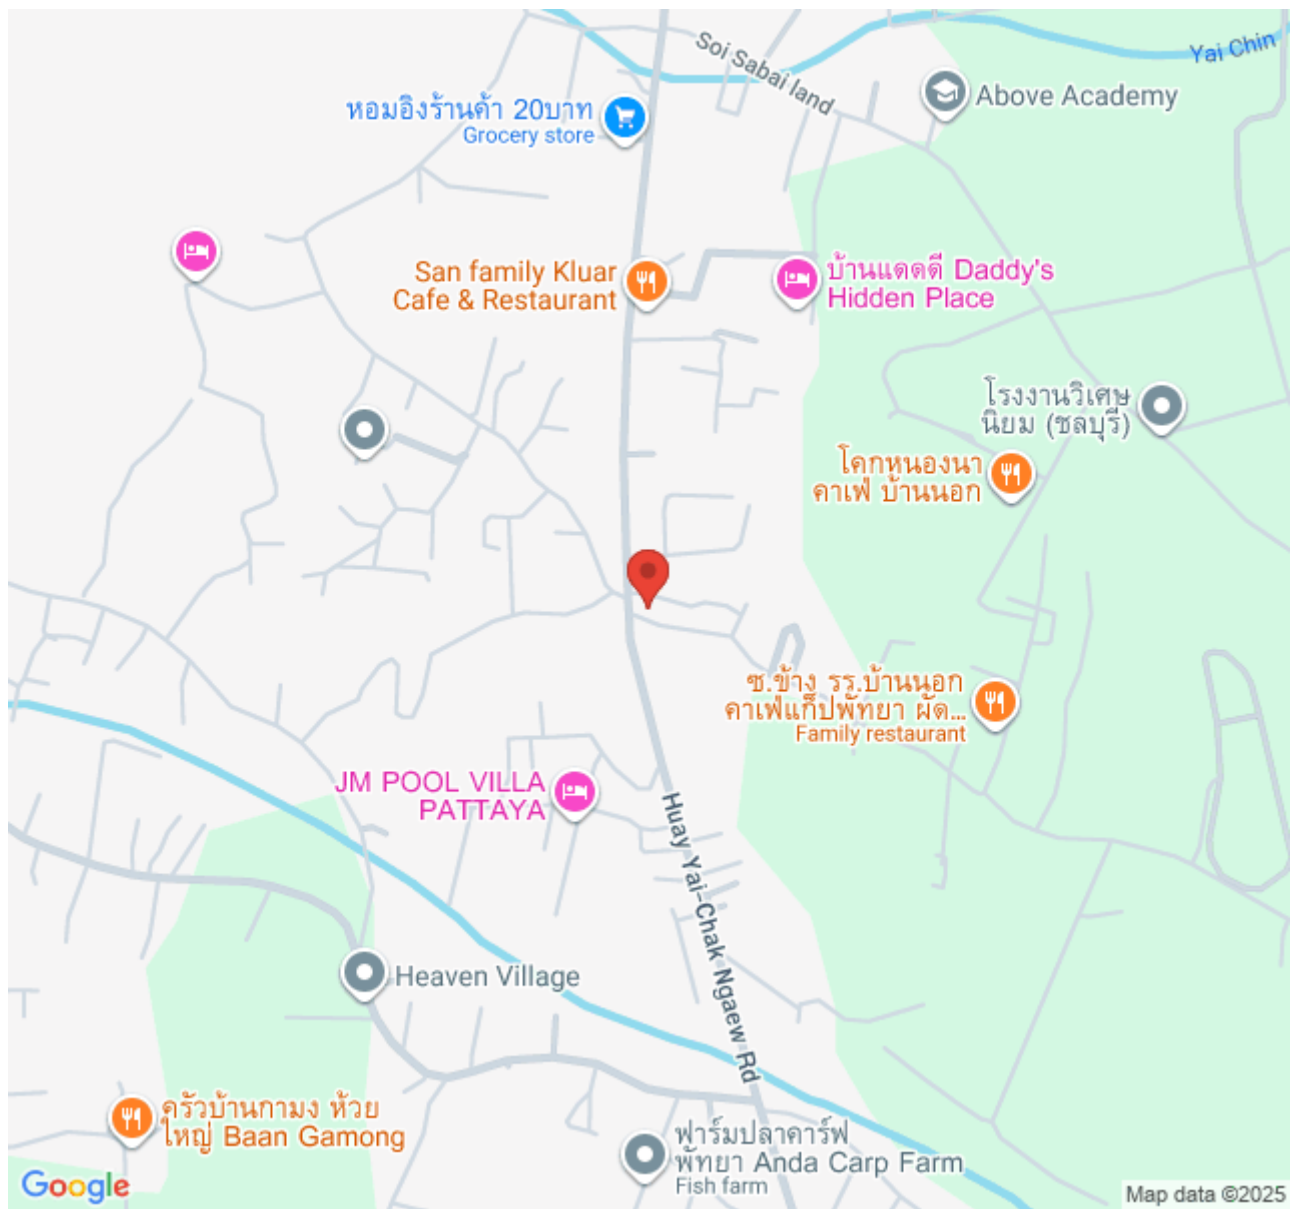 Soi Sabai land
Yai Chin
Above Academy
หอมอิงร้านค้า 20บาท
Grocery store
San family Kluar
Cafe & Restaurant
บ้านแดดดี Daddy's
Hidden Place
โรงงานวิเศษ
นิยม (ชลบุรี)
โคกหนองนา
คาเฟ่ บ้านนอก
ซ.ข้าง รร.บ้านนอก
คาเฟ่แก็ปพัทยา ผัด...
Family restaurant
JM POOL VILLA
PATTAYA
Huay Yai-Chak Ngaew Rd
Heaven Village
ครัวบ้านกามง ห้วย
ใหญ่ Baan Gamong
ฟาร์มปลาคาร์ฟ
พัทยา Anda Carp Farm
Fish farm
Google
Map data ©2025